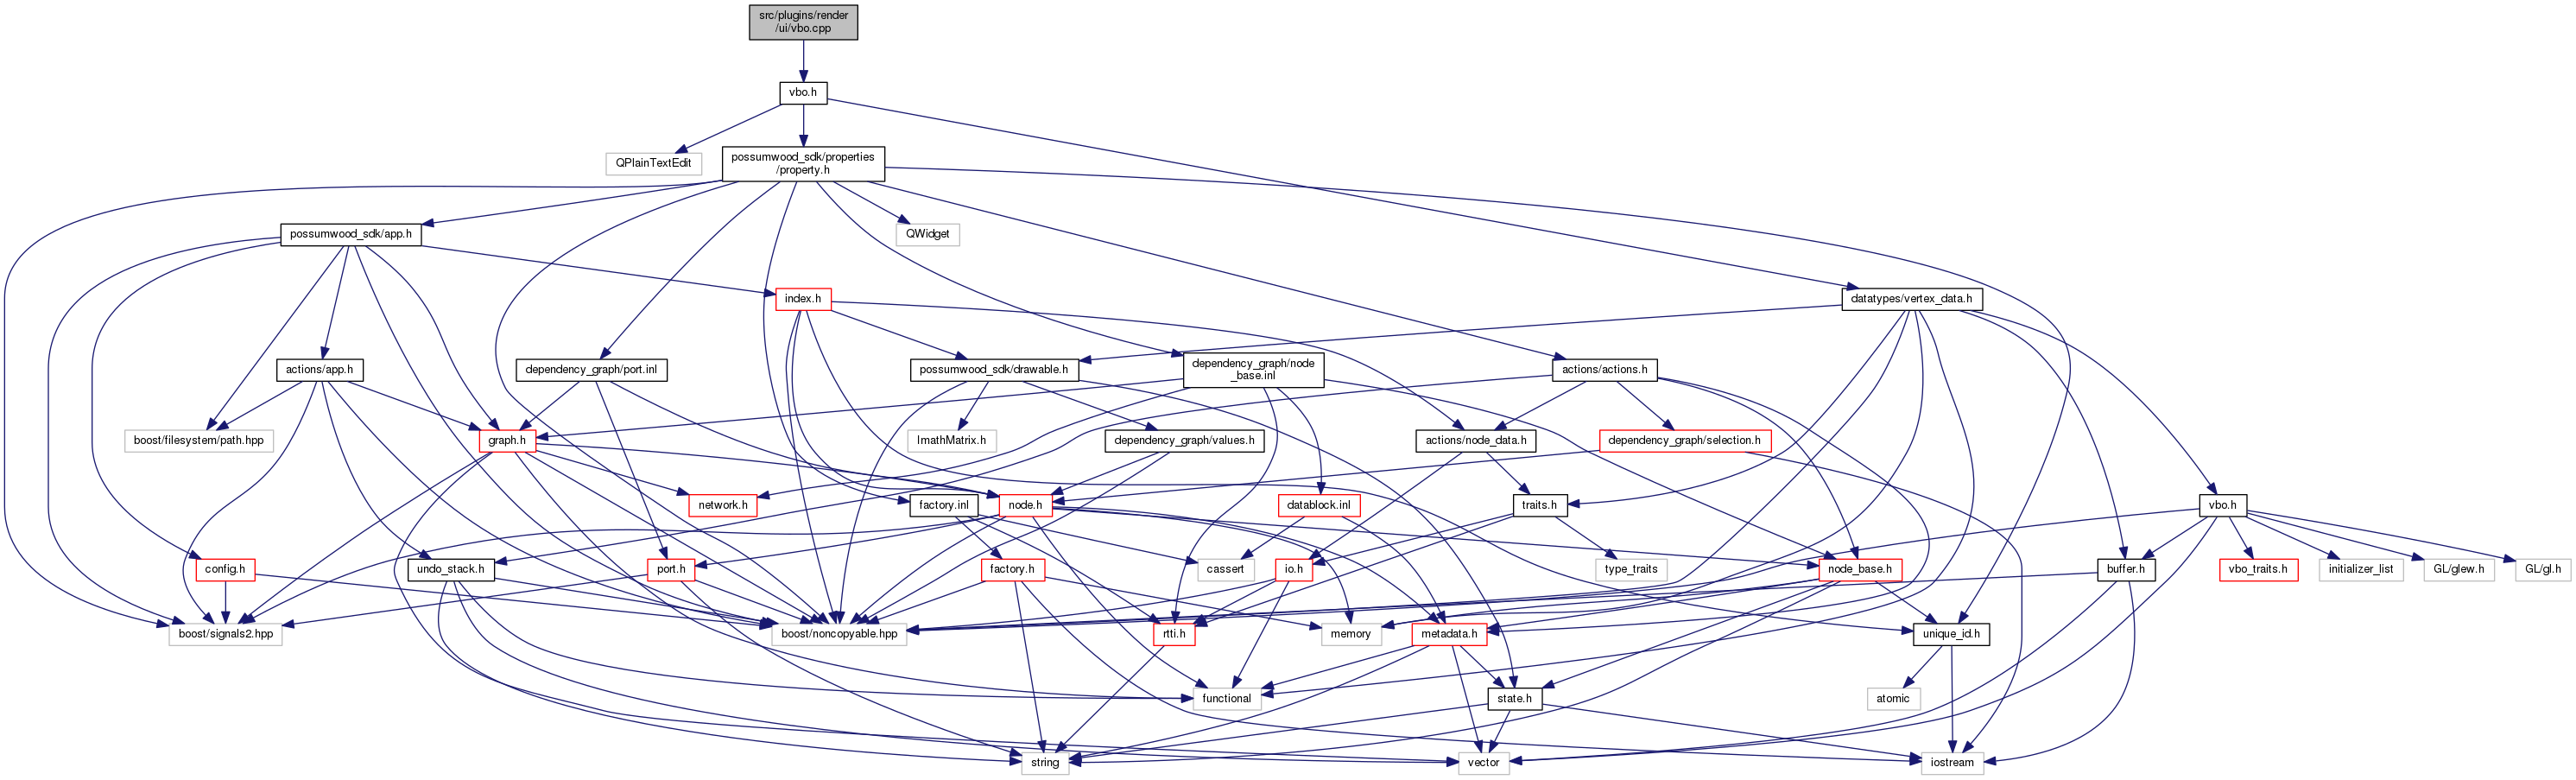 src/plugins/render
/ui/vbo.cpp
vbo.h
QPlainTextEdit
possumwood_sdk/properties
/property.h
possumwood_sdk/app.h
QWidget
index.h
datatypes/vertex_data.h
actions/app.h
dependency_graph/port.inl
possumwood_sdk/drawable.h
dependency_graph/node
_base.inl
actions/actions.h
boost/filesystem/path.hpp
graph.h
ImathMatrix.h
dependency_graph/values.h
actions/node_data.h
dependency_graph/selection.h
network.h
factory.inl
node.h
datablock.inl
traits.h
vbo.h
config.h
undo_stack.h
port.h
factory.h
cassert
io.h
type_traits
node_base.h
buffer.h
vbo_traits.h
initializer_list
GL/glew.h
GL/gl.h
boost/signals2.hpp
boost/noncopyable.hpp
rtti.h
memory
metadata.h
unique_id.h
functional
state.h
atomic
string
vector
iostream